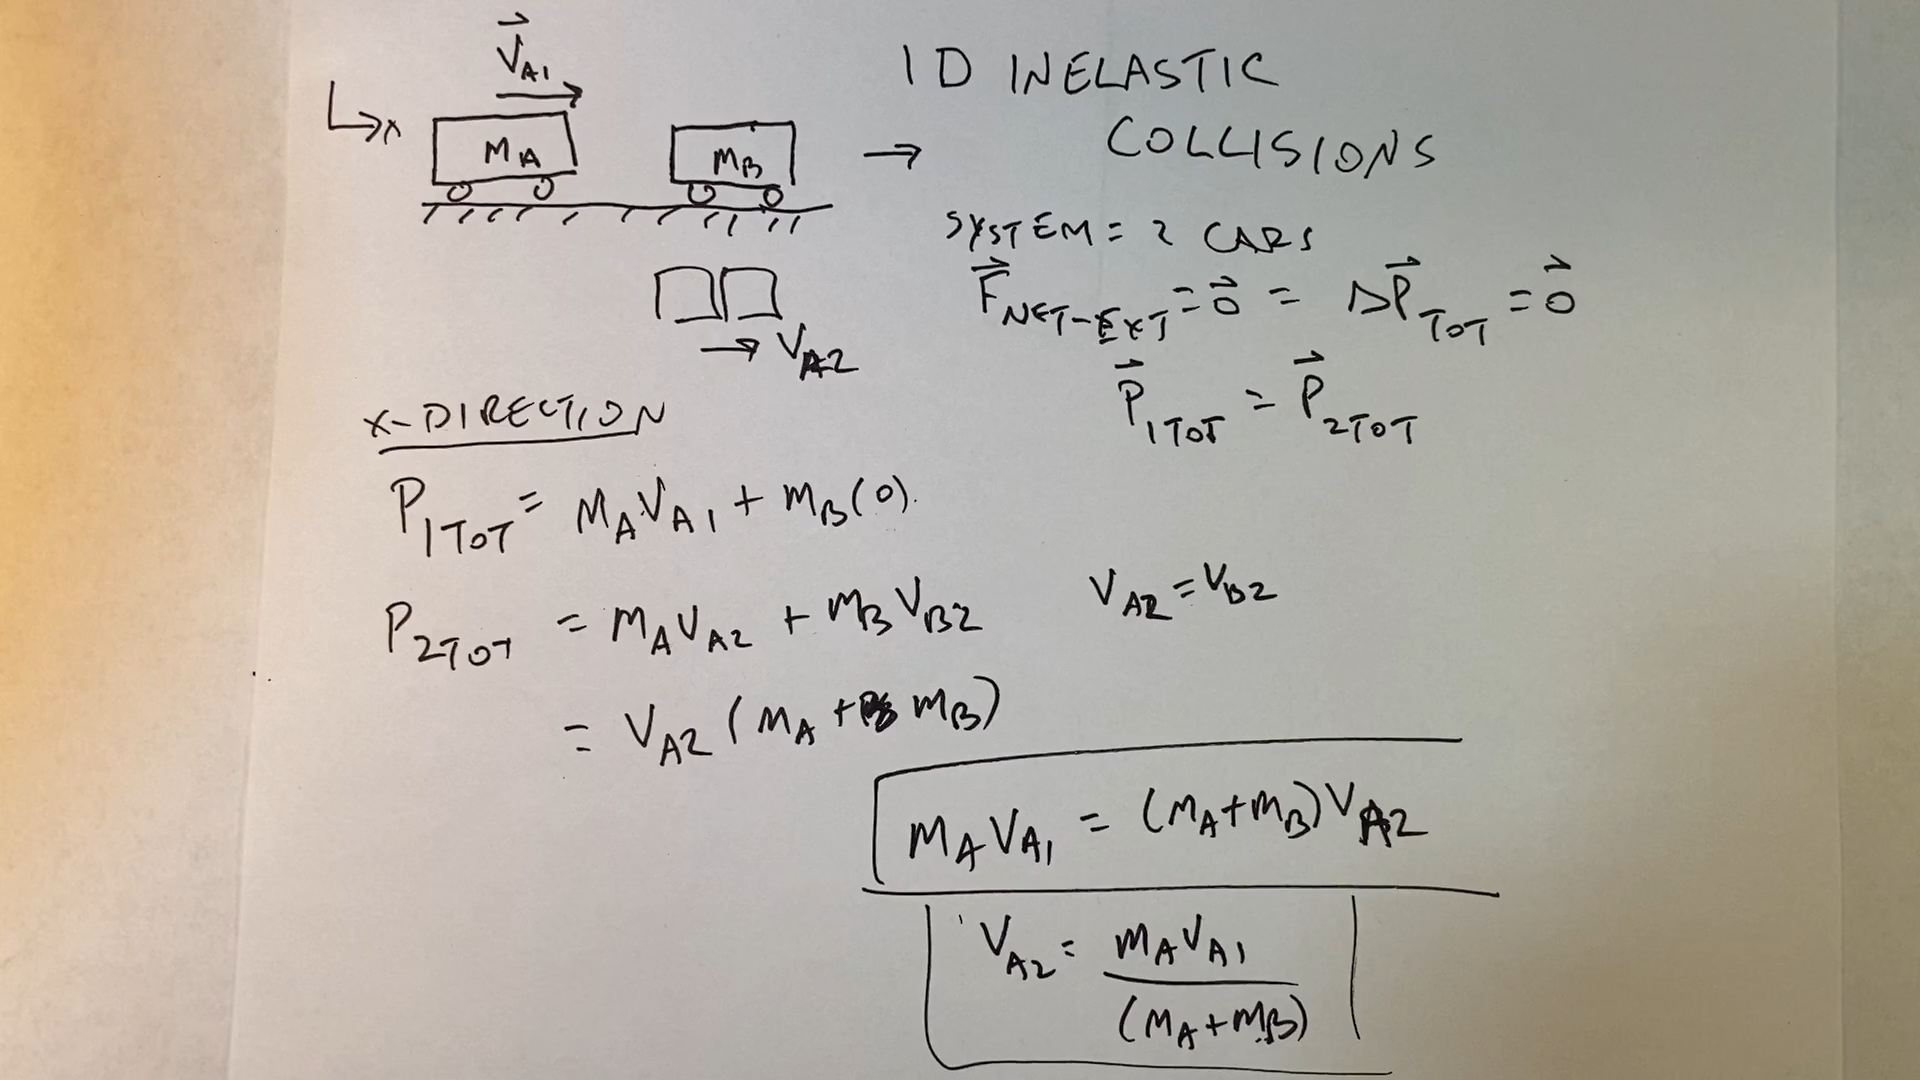 1D INELASTIC
COLLISIONS
V⃗A1
→x
MA
MB →
SYSTEM = 2 CARS
F⃗NET-EXT = 0⃗ = ΔP⃗TOT = 0⃗
→ VA2
P⃗1TOT = P⃗2TOT
X-DIRECTION
P1TOT = MAVA1 + MB(0).
P2TOT = MAVA2 + MBVB2
VA2 = VB2
= VA2 (MA + MB)
MAVA1 = (MA+MB)VA2
VA2 = MAVA1
(MA+MB)